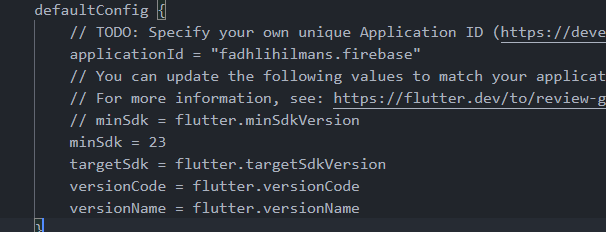 defaultConfig {
// TODO: Specify your own unique Application ID (https://deve
applicationId = "fadhlihilmans.firebase"
// You can update the following values to match your applicat
// For more information, see: https://flutter.dev/to/review-g
// minSdk = flutter.minSdkVersion
minSdk = 23
targetSdk = flutter.targetSdkVersion
versionCode = flutter.versionCode
versionName = flutter.versionName
}